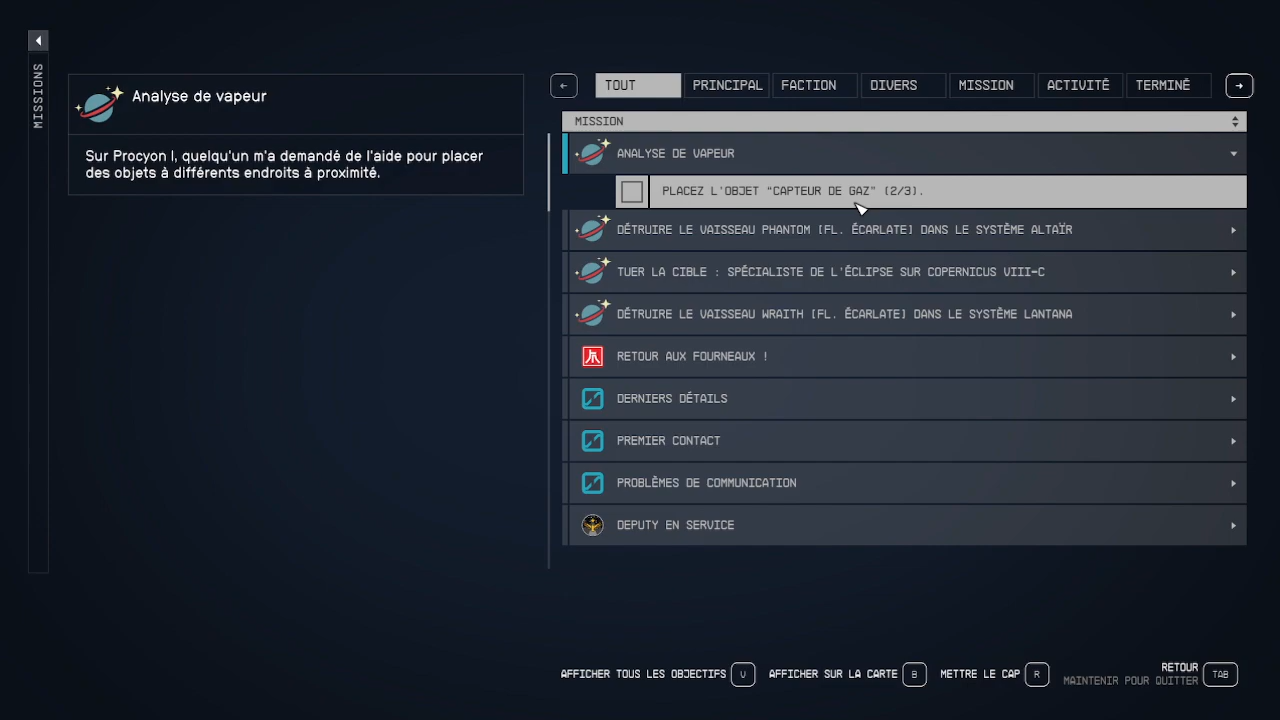 MISSIONS
Analyse de vapeur
Sur Procyon I, quelqu'un m'a demandé de l'aide pour placer
des objets à différents endroits à proximité.
TOUT
PRINCIPAL
FACTION
DIVERS
MISSION
ACTIVITÉ
TERMINÉ
MISSION
ANALYSE DE VAPEUR
PLACEZ L'OBJET “CAPTEUR DE GAZ” (2/3).
DÉTRUIRE LE VAISSEAU PHANTOM [FL. ÉCARLATE] DANS LE SYSTÈME ALTAÏR
TUER LA CIBLE : SPÉCIALISTE DE L'ÉCLIPSE SUR COPERNICUS VIII-C
DÉTRUIRE LE VAISSEAU WRAITH [FL. ÉCARLATE] DANS LE SYSTÈME LANTANA
RETOUR AUX FOURNEAUX !
DERNIERS DÉTAILS
PREMIER CONTACT
PROBLÈMES DE COMMUNICATION
DEPUTY EN SERVICE
AFFICHER TOUS LES OBJECTIFS V
AFFICHER SUR LA CARTE B
METTRE LE CAP R
RETOUR
MAINTENIR POUR QUITTER TAB